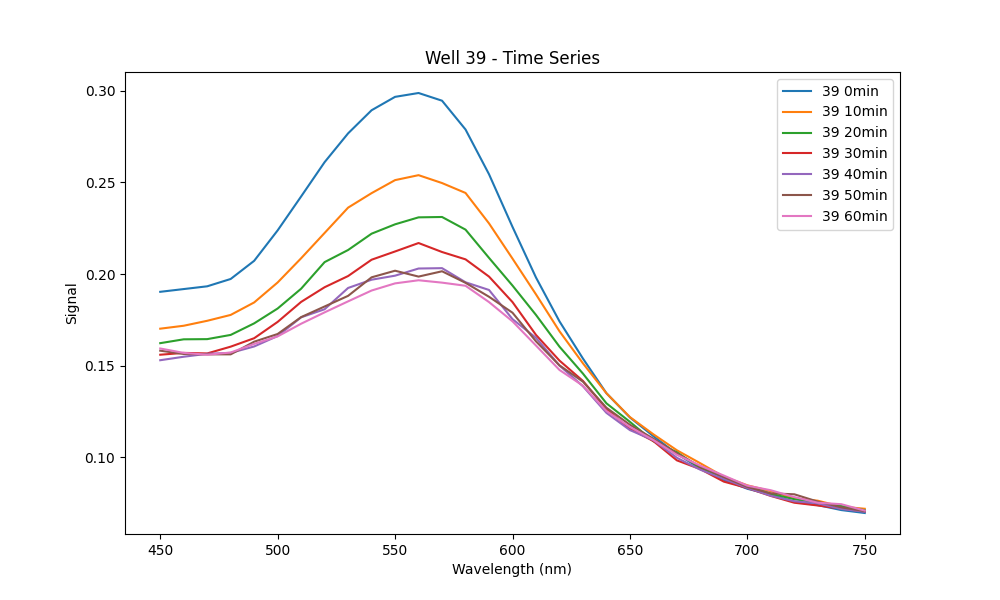 Well 39 - Time Series
39 0min
39 10min
39 20min
39 30min
39 40min
39 50min
39 60min
Signal
0.30
0.25
0.20
0.15
0.10
450 500 550 600 650 700 750
Wavelength (nm)